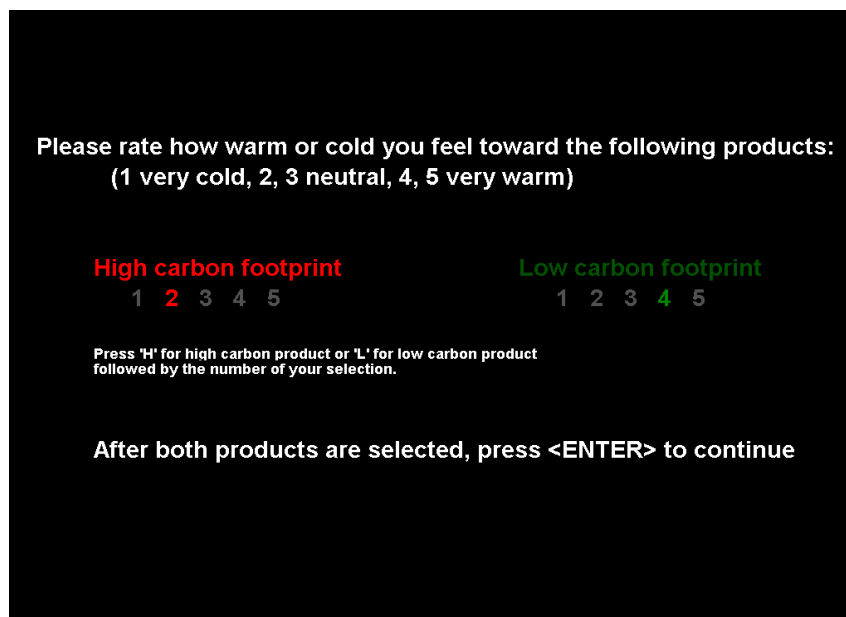 Please rate how warm or cold you feel toward the following products:
(1 very cold, 2, 3 neutral, 4, 5 very warm)
High carbon footprint
Low carbon footprint
1 2 3 4 5
1 2 3 4 5
Press 'H' for high carbon product or 'L' for low carbon product
followed by the number of your selection.
After both products are selected, press <ENTER> to continue